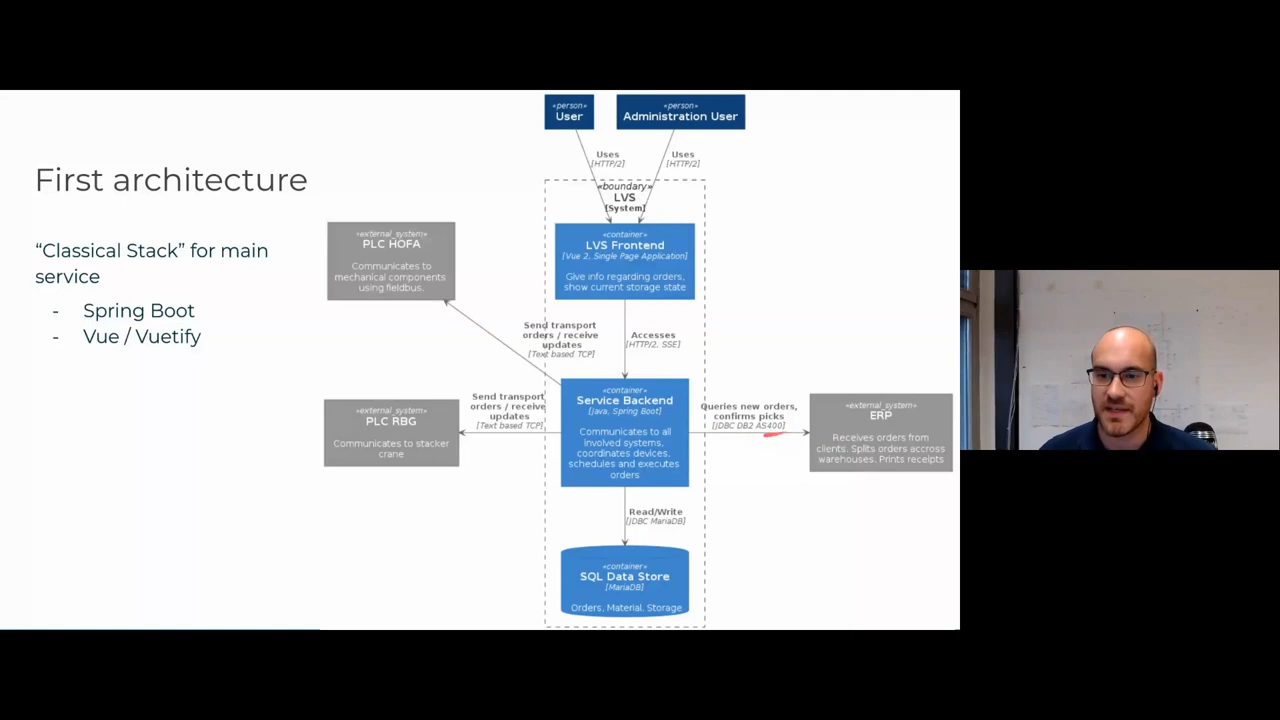 First architecture
“Classical Stack” for main
service
- Spring Boot
- Vue / Vuetify
«person»
User
«person»
Administration User
Uses
[HTTP/2]
Uses
[HTTP/2]
«boundary»
LVS
[System]
«external_system»
PLC HOFA
Communicates to
mechanical components
using fieldbus.
«container»
LVS Frontend
[Vue 2, Single Page Application]
Give info regarding orders,
show current storage state
Send transport
orders / receive
updates
[Text based TCP]
Accesses
[HTTP/2, SSE]
«external_system»
PLC RBG
Communicates to stacker
crane
Send transport
orders / receive
updates
[Text based TCP]
«container»
Service Backend
[Java, Spring Boot]
Communicates to all
involved systems,
coordinates devices,
schedules and executes
orders
Queries new orders,
confirms picks
[JDBC DB2 AS400]
«external_system»
ERP
Receives orders from
clients. Splits orders accross
warehouses. Prints receipts
Read/Write
[JDBC MariaDB]
«container»
SQL Data Store
[MariaDB]
Orders, Material, Storage